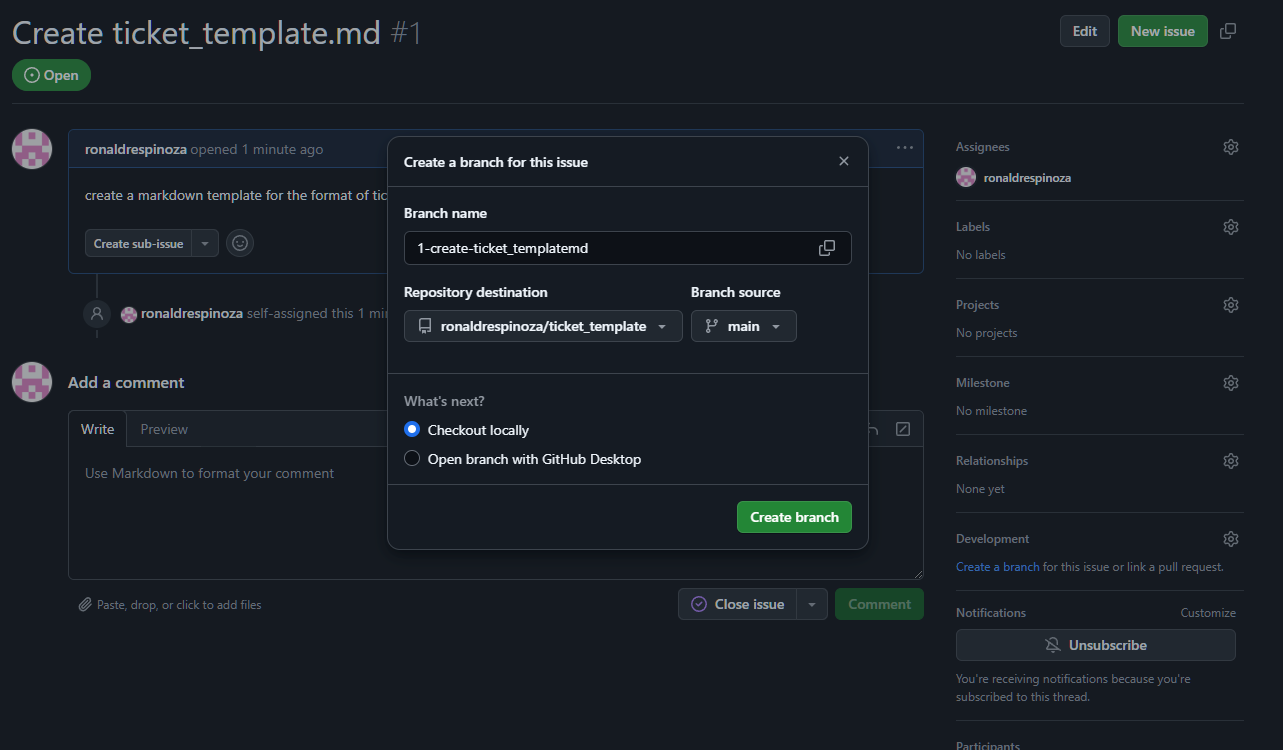 Create ticket_template.md #1
Edit
New issue
Open
ronaldrespinoza opened 1 minute ago
create a markdown template for the format of tic
Create sub-issue
ronaldrespinoza self-assigned this 1 min
Add a comment
Write
Preview
Use Markdown to format your comment
Paste, drop, or click to add files
Close issue
Comment
Create a branch for this issue
Branch name
1-create-ticket_templatemd
Repository destination
Branch source
ronaldrespinoza/ticket_template
main
What's next?
Checkout locally
Open branch with GitHub Desktop
Create branch
Assignees
ronaldrespinoza
Labels
No labels
Projects
No projects
Milestone
No milestone
Relationships
None yet
Development
Create a branch for this issue or link a pull request.
Notifications
Customize
Unsubscribe
You're receiving notifications because you're
subscribed to this thread.
Participants